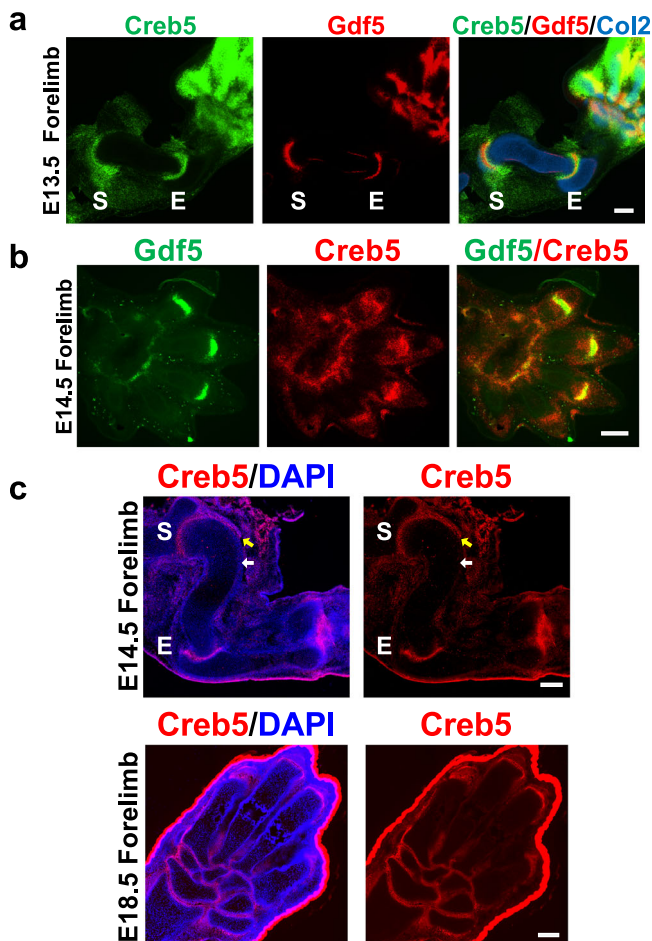 a
Creb5
Gdf5
Creb5/Gdf5/Col2
E13.5 Forelimb
S
E
S
E
S
E
b
Gdf5
Creb5
Gdf5/Creb5
E14.5 Forelimb
c
Creb5/DAPI
Creb5
E14.5 Forelimb
S
E
S
E
Creb5/DAPI
Creb5
E18.5 Forelimb